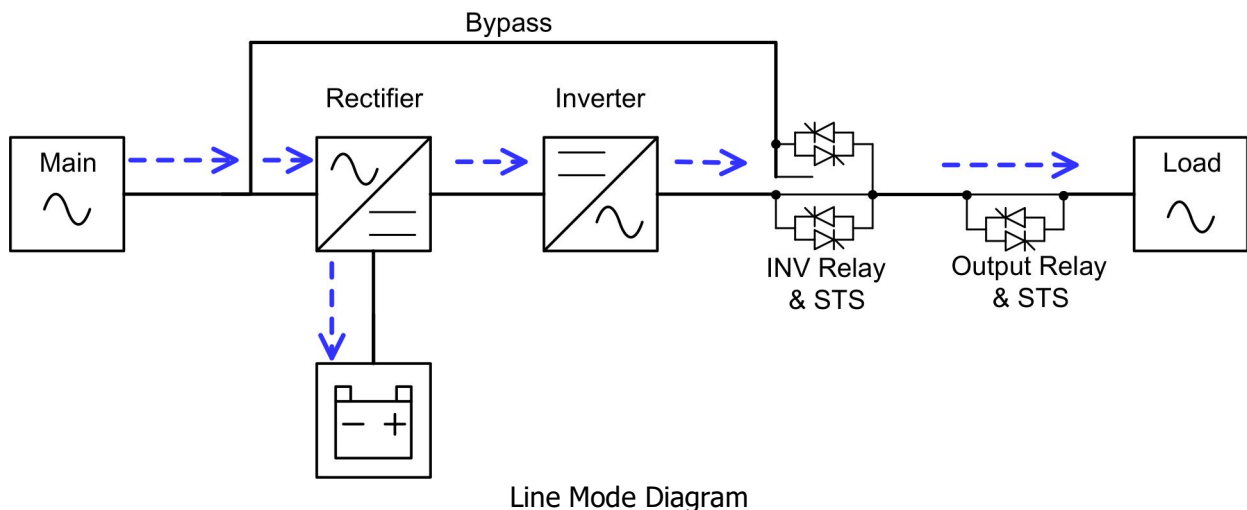 Bypass
Rectifier
Inverter
Main
Load
INV Relay
& STS
Output Relay
& STS
Line Mode Diagram